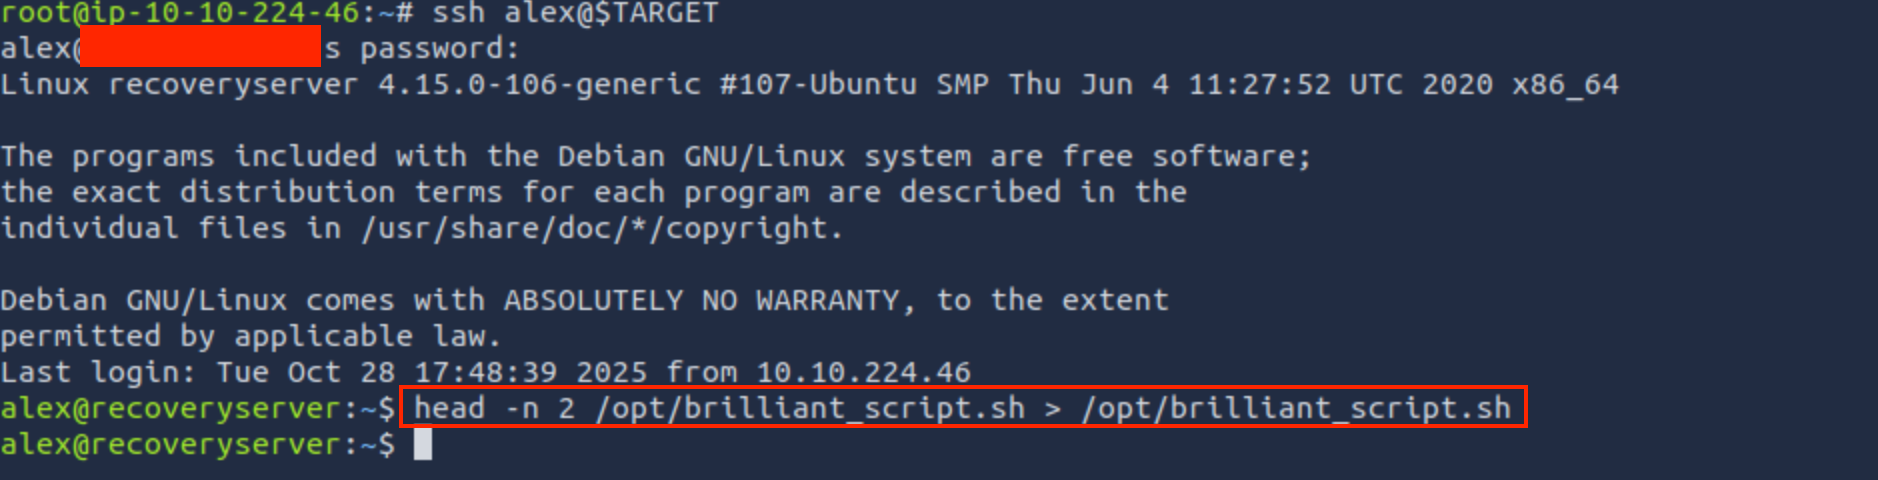 root@ip-10-10-224-46:~# ssh alex@$TARGET
alex@ s password:
Linux recoveryserver 4.15.0-106-generic #107-Ubuntu SMP Thu Jun 4 11:27:52 UTC 2020 x86_64
The programs included with the Debian GNU/Linux system are free software;
the exact distribution terms for each program are described in the
individual files in /usr/share/doc/*/copyright.
Debian GNU/Linux comes with ABSOLUTELY NO WARRANTY, to the extent
permitted by applicable law.
Last login: Tue Oct 28 17:48:39 2025 from 10.10.224.46
alex@recoveryserver:~$ head -n 2 /opt/brilliant_script.sh > /opt/brilliant_script.sh
alex@recoveryserver:~$